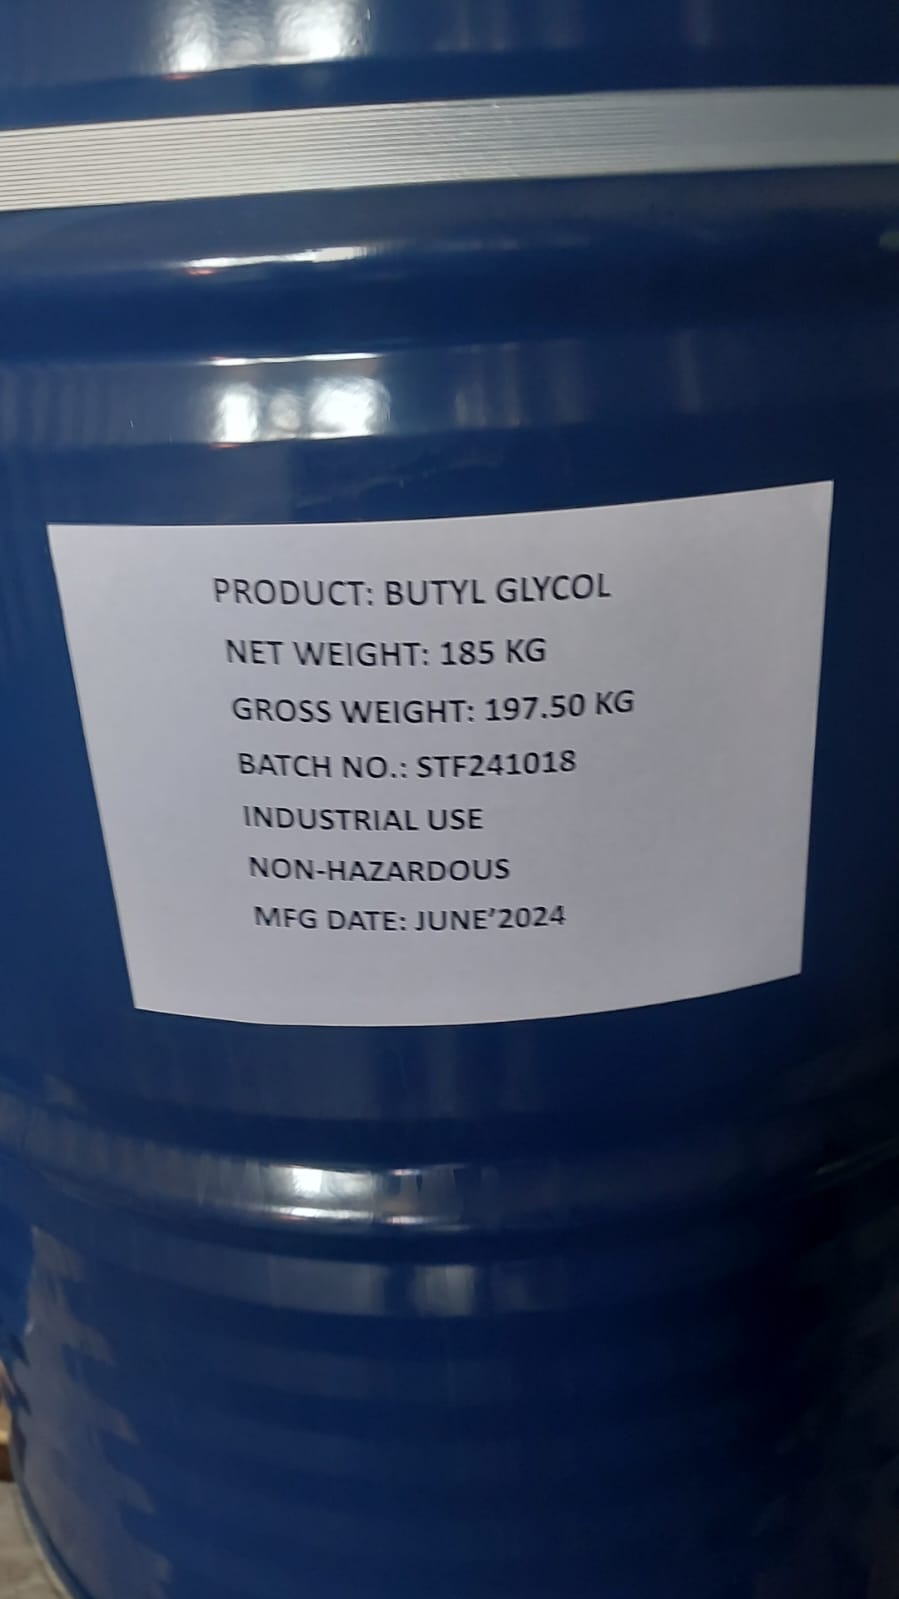 PRODUCT: BUTYL GLYCOL
NET WEIGHT: 185 KG
GROSS WEIGHT: 197.50 KG
BATCH NO.: STF241018
INDUSTRIAL USE
NON-HAZARDOUS
MFG DATE: JUNE'2024